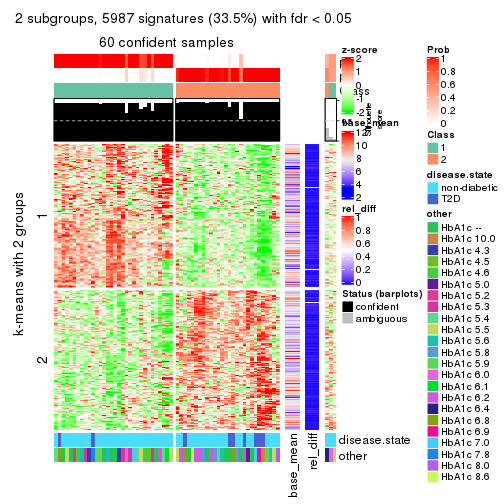 2 subgroups, 5987 signatures (33.5%) with fdr < 0.05
60 confident samples
k-means with 2 groups
1
2
base_mean
rel_diff
disease.state
other
z-score
2
1
0
-1
-2
Silhouette
score
base_mean
12
8
6
4
2
rel_diff
1
0.8
0.6
0.4
0.2
0
Status (barplots)
confident
ambiguous
Prob
1
0.8
0.6
0.4
0.2
0
Class
1
2
disease.state
non-diabetic
T2D
other
HbA1c --
HbA1c 10.0
HbA1c 4.3
HbA1c 4.5
HbA1c 4.6
HbA1c 5.0
HbA1c 5.2
HbA1c 5.3
HbA1c 5.4
HbA1c 5.5
HbA1c 5.6
HbA1c 5.8
HbA1c 5.9
HbA1c 6.0
HbA1c 6.1
HbA1c 6.2
HbA1c 6.4
HbA1c 6.8
HbA1c 6.9
HbA1c 7.0
HbA1c 7.8
HbA1c 8.0
HbA1c 8.6